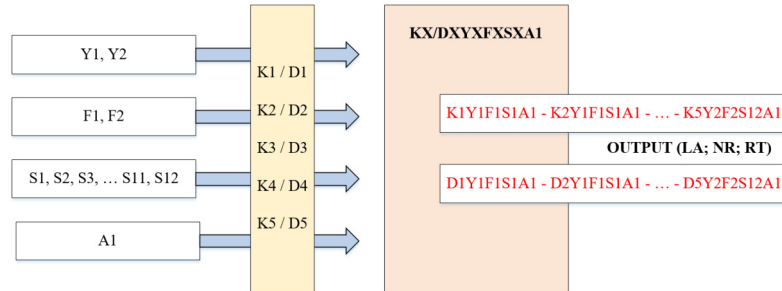 Y1, Y2
F1, F2
S1, S2, S3, … S11, S12
A1
K1 / D1
K2 / D2
K3 / D3
K4 / D4
K5 / D5
KX/DXYXFXSXA1
K1Y1F1S1A1 - K2Y1F1S1A1 - … - K5Y2F2S12A1
OUTPUT (LA; NR; RT)
D1Y1F1S1A1 - D2Y1F1S1A1 - … - D5Y2F2S12A1